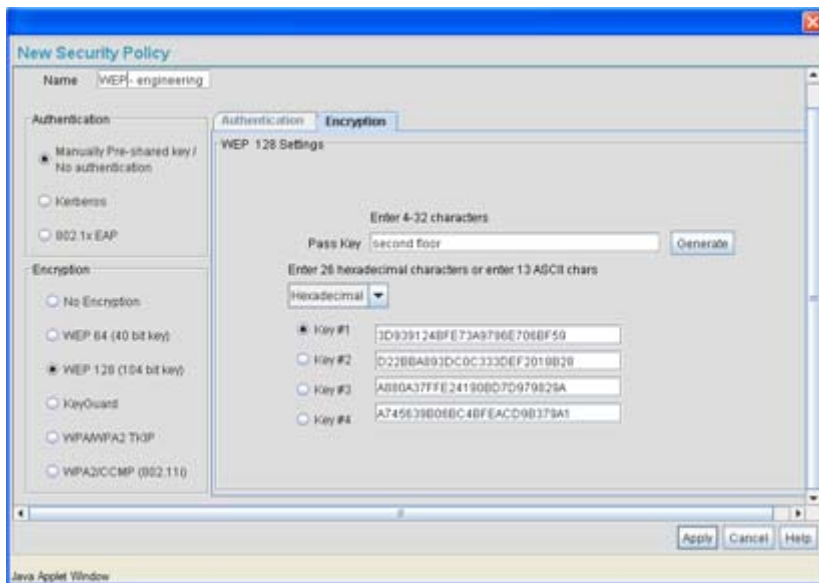 New Security Policy
Name WEP - engineering
Authentication
Manually Pre-shared key /
No authentication
Kerberos
802.1x EAP
Encryption
No Encryption
WEP 64 (40 bit key)
WEP 128 (104 bit key)
KeyGuard
WPA/WPA2 TKIP
WPA2/CCMP (802.11i)
Authentication Encryption
WEP 128 Settings
Enter 4-32 characters
Pass Key second floor Generate
Enter 26 hexadecimal characters or enter 13 ASCII chars
Hexadecimal
Key #1
Key #2
Key #3
Key #4
Apply Cancel Help
Java Applet Window